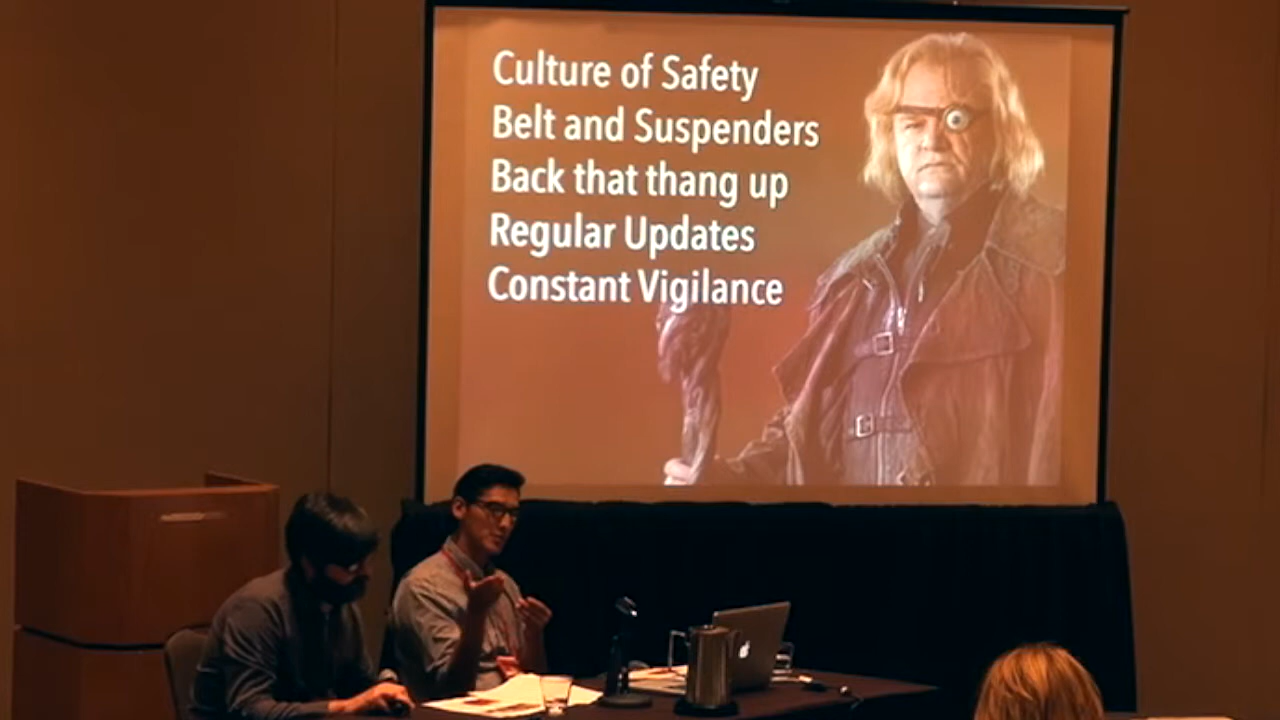 Culture of Safety
Belt and Suspenders
Back that thang up
Regular Updates
Constant Vigilance